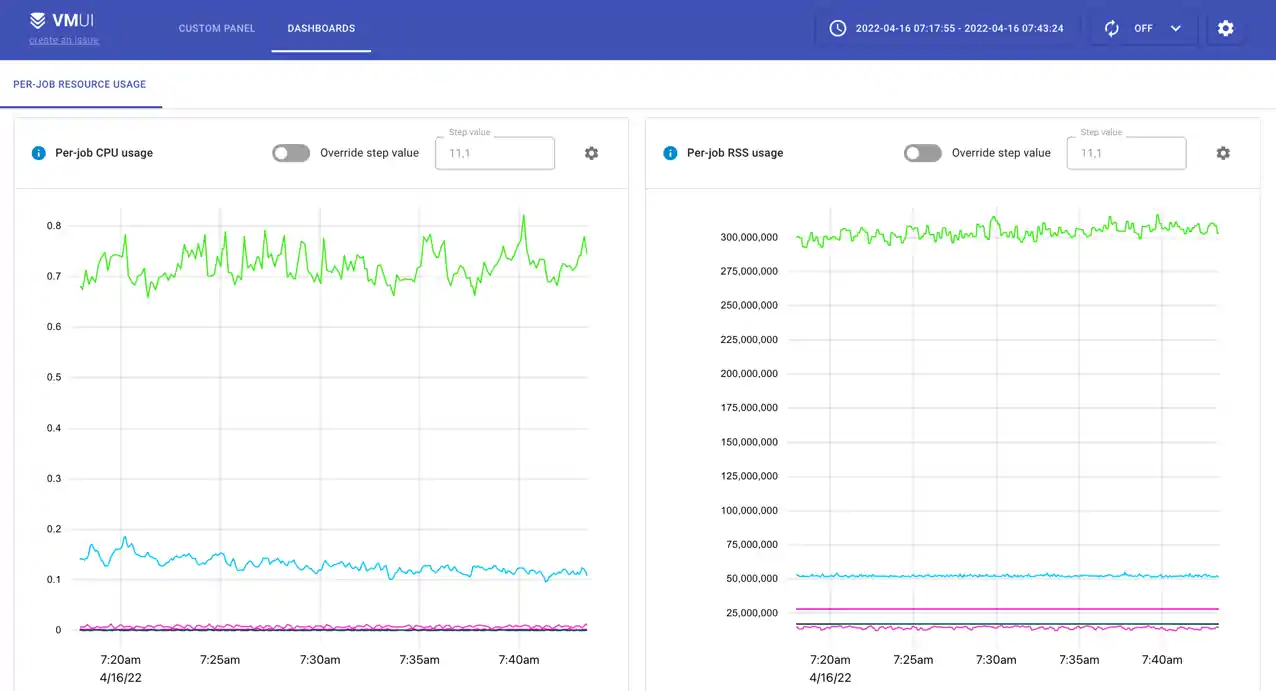 VMUI
create an issue
CUSTOM PANEL
DASHBOARDS
2022-04-16 07:17:55 - 2022-04-16 07:43:24
OFF
PER-JOB RESOURCE USAGE
Per-job CPU usage
Override step value
Step value
11,1
0.8
0.7
0.6
0.5
0.4
0.3
0.2
0.1
0
7:20am 7:25am 7:30am 7:35am 7:40am
4/16/22
Per-job RSS usage
Override step value
Step value
11,1
300,000,000
275,000,000
250,000,000
225,000,000
200,000,000
175,000,000
150,000,000
125,000,000
100,000,000
75,000,000
50,000,000
25,000,000
7:20am 7:25am 7:30am 7:35am 7:40am
4/16/22